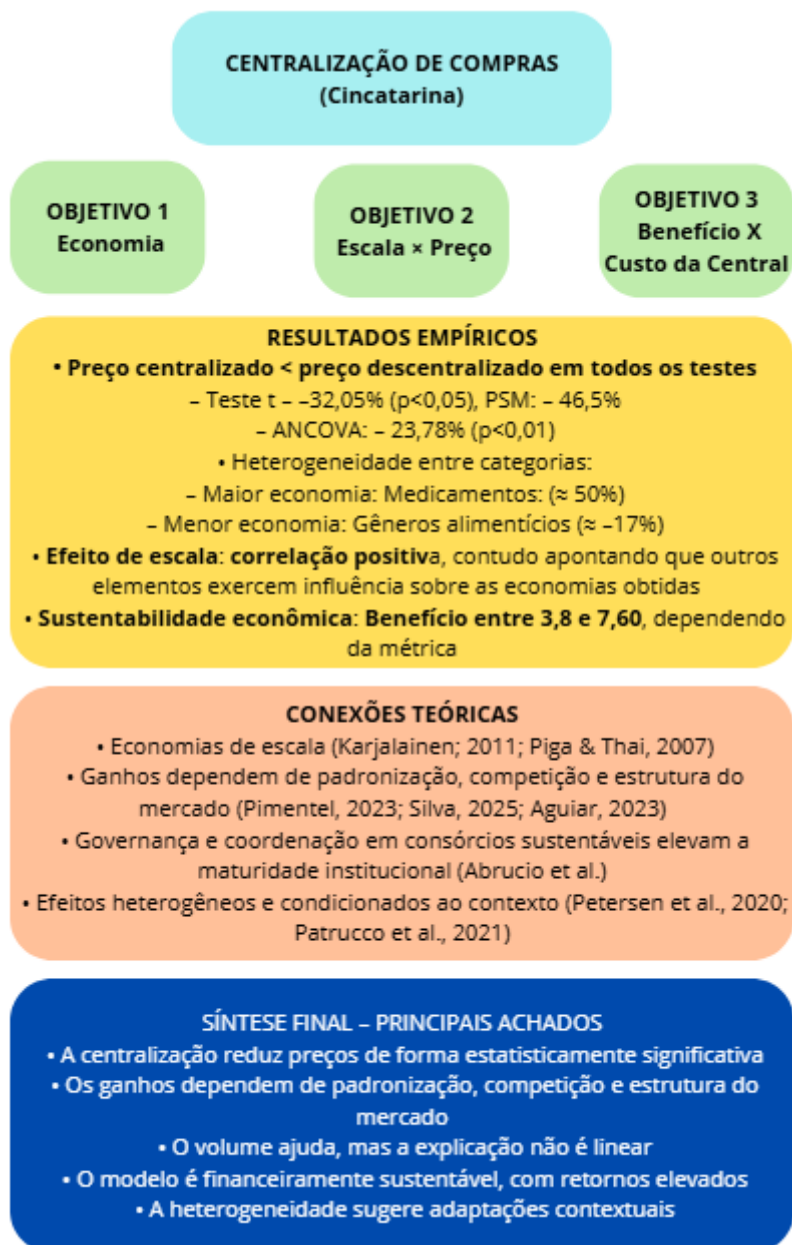 CENTRALIZAÇÃO DE COMPRAS
(Cincatarina)
OBJETIVO 1
Economia
OBJETIVO 2
Escala × Preço
OBJETIVO 3
Benefício X
Custo da Central
RESULTADOS EMPÍRICOS
• Preço centralizado < preço descentralizado em todos os testes
– Teste t – –32,05% (p<0,05), PSM: – 46,5%
– ANCOVA: – 23,78% (p<0,01)
• Heterogeneidade entre categorias:
– Maior economia: Medicamentos: (≈ 50%)
– Menor economia: Gêneros alimentícios (≈ –17%)
• Efeito de escala: correlação positiva, contudo apontando que outros
elementos exercem influência sobre as economias obtidas
• Sustentabilidade econômica: Benefício entre 3,8 e 7,60, dependendo
da métrica
CONEXÕES TEÓRICAS
• Economias de escala (Karjalainen; 2011; Piga & Thai, 2007)
• Ganhos dependem de padronização, competição e estrutura do
mercado (Pimentel, 2023; Silva, 2025; Aguiar, 2023)
• Governança e coordenação em consórcios sustentáveis elevam a
maturidade institucional (Abrucio et al.)
• Efeitos heterogêneos e condicionados ao contexto (Petersen et al., 2020;
Patrucco et al., 2021)
SÍNTESE FINAL – PRINCIPAIS ACHADOS
• A centralização reduz preços de forma estatisticamente significativa
• Os ganhos dependem de padronização, competição e estrutura do
mercado
• O volume ajuda, mas a explicação não é linear
• O modelo é financeiramente sustentável, com retornos elevados
• A heterogeneidade sugere adaptações contextuais